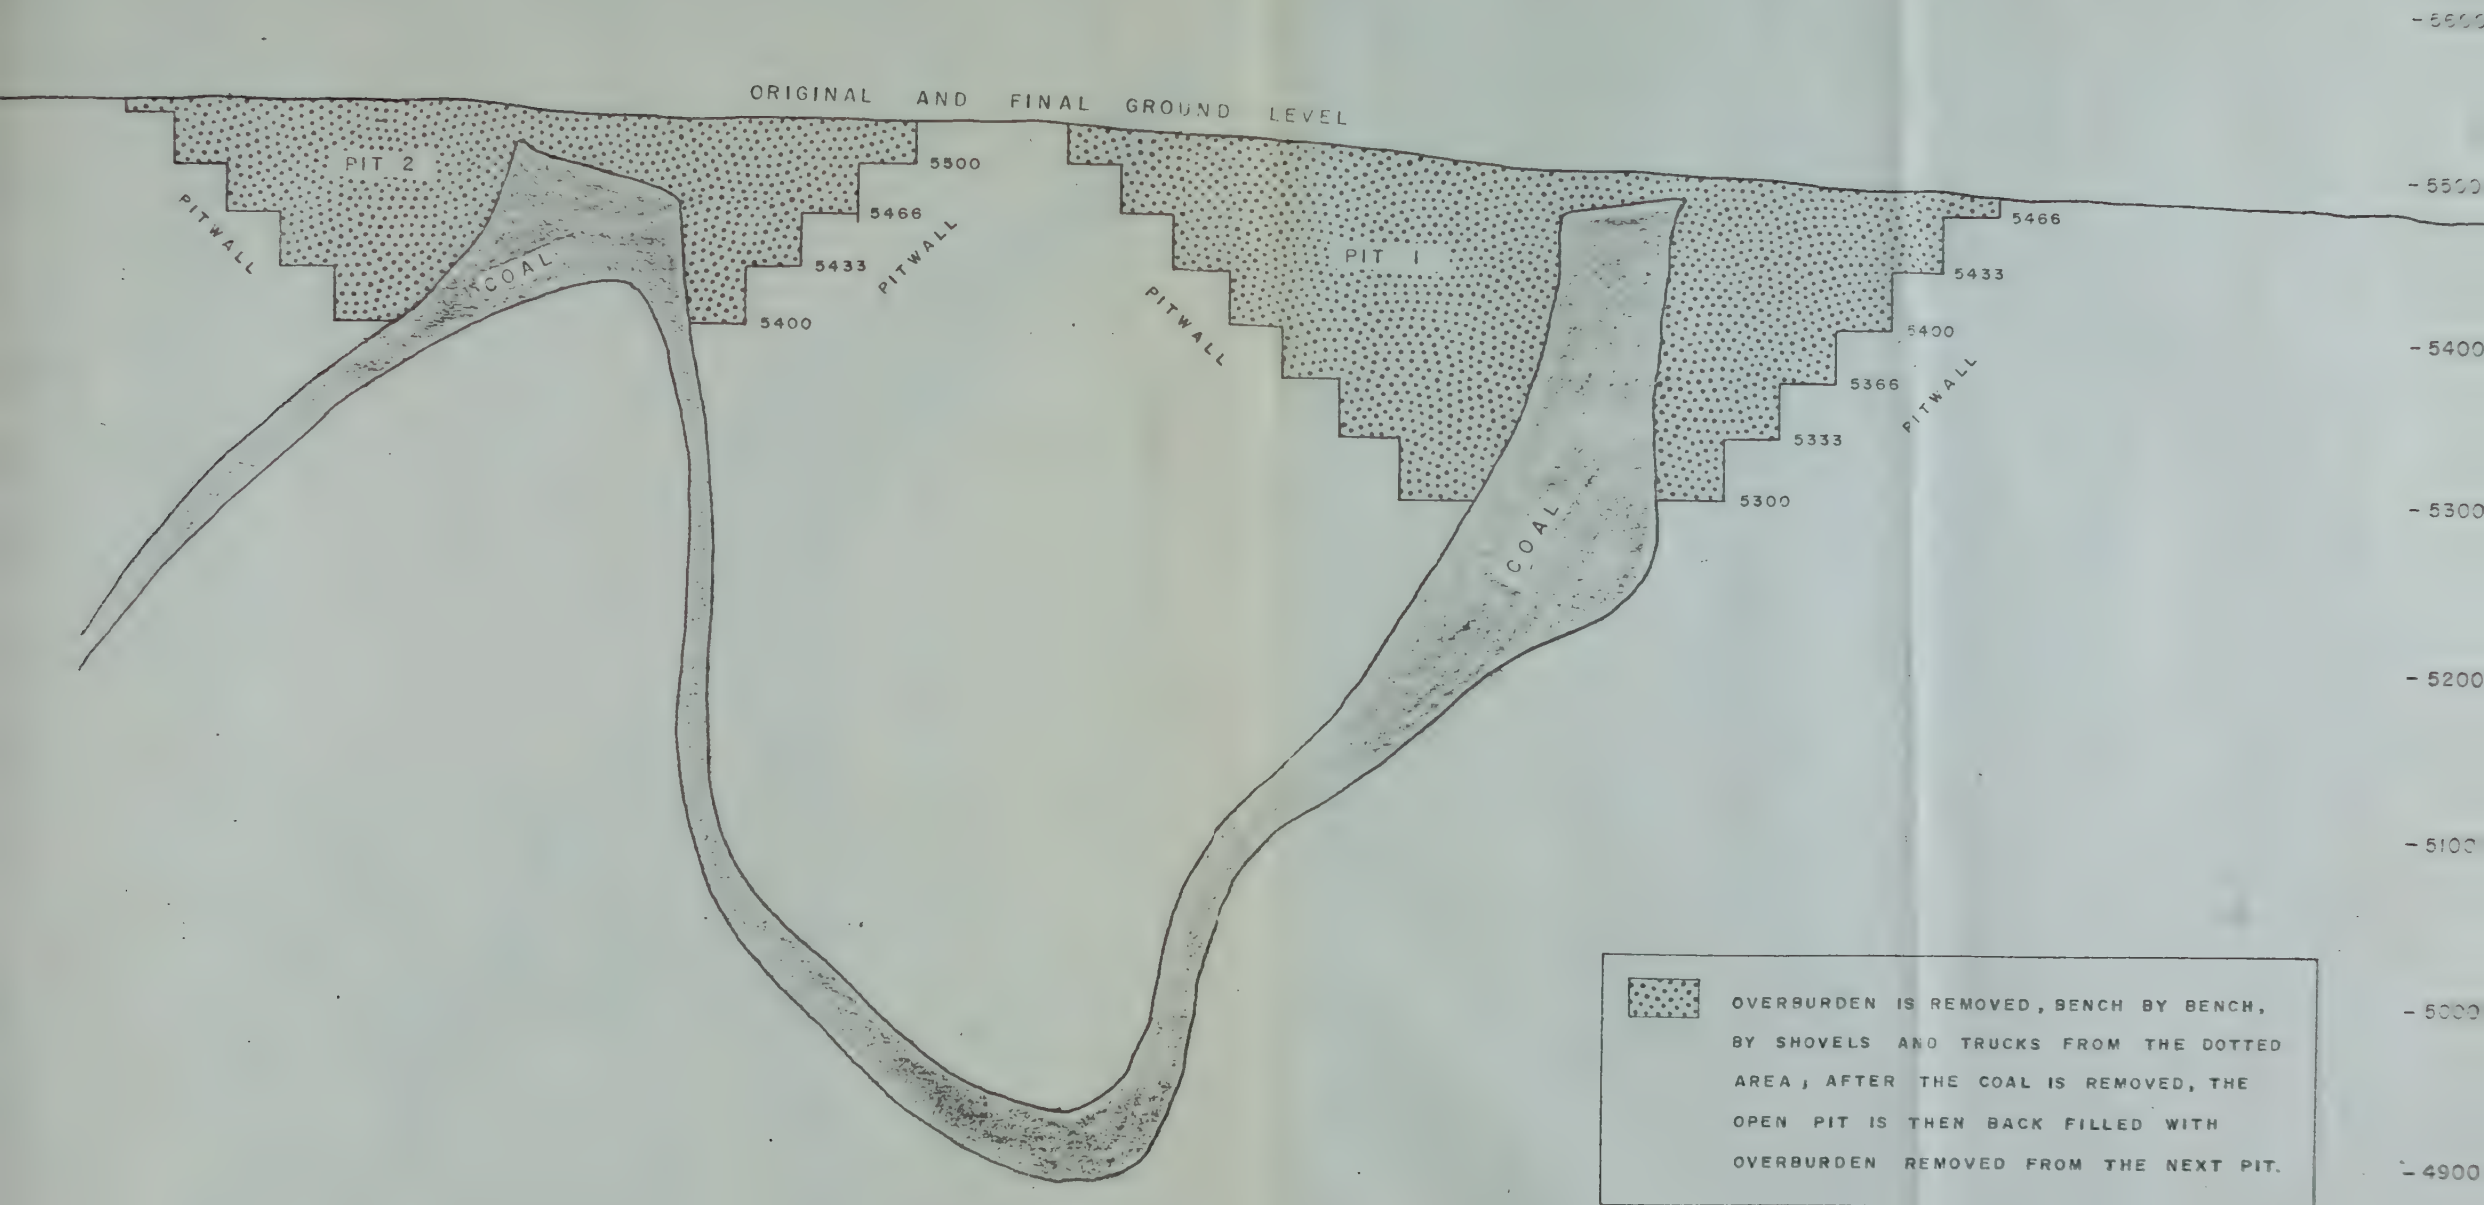 - 5600
ORIGINAL AND FINAL GROUND LEVEL
PIT 2
5500
- 5500
PITWALL
5466
5466
PITWALL
COAL
5433
PIT 1
5433
5400
PITWALL
5400
- 5400
5366
PITWALL
5333
5300
- 5300
COAL
- 5200
- 5100
OVERBURDEN IS REMOVED, BENCH BY BENCH,
- 5000
BY SHOVELS AND TRUCKS FROM THE DOTTED
AREA; AFTER THE COAL IS REMOVED, THE
OPEN PIT IS THEN BACK FILLED WITH
OVERBURDEN REMOVED FROM THE NEXT PIT.
- 4900